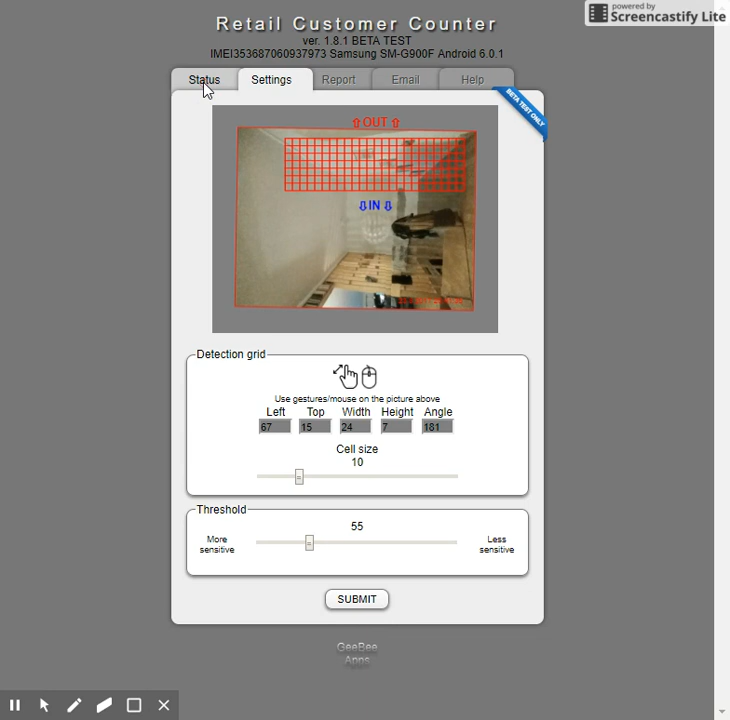 powered by
Screencastify Lite
Retail Customer Counter
ver. 1.8.1 BETA TEST
IMEI353687060937973 Samsung SM-G900F Android 6.0.1
Status
Settings
Report
Email
Help
BETA TEST ONLY
⇧OUT⇧
⇩IN⇩
Detection grid
Use gestures/mouse on the picture above
Left Top Width Height Angle
67 15 24 7 181
Cell size
10
Threshold
55
More
sensitive
Less
sensitive
SUBMIT
GeeBee
Apps